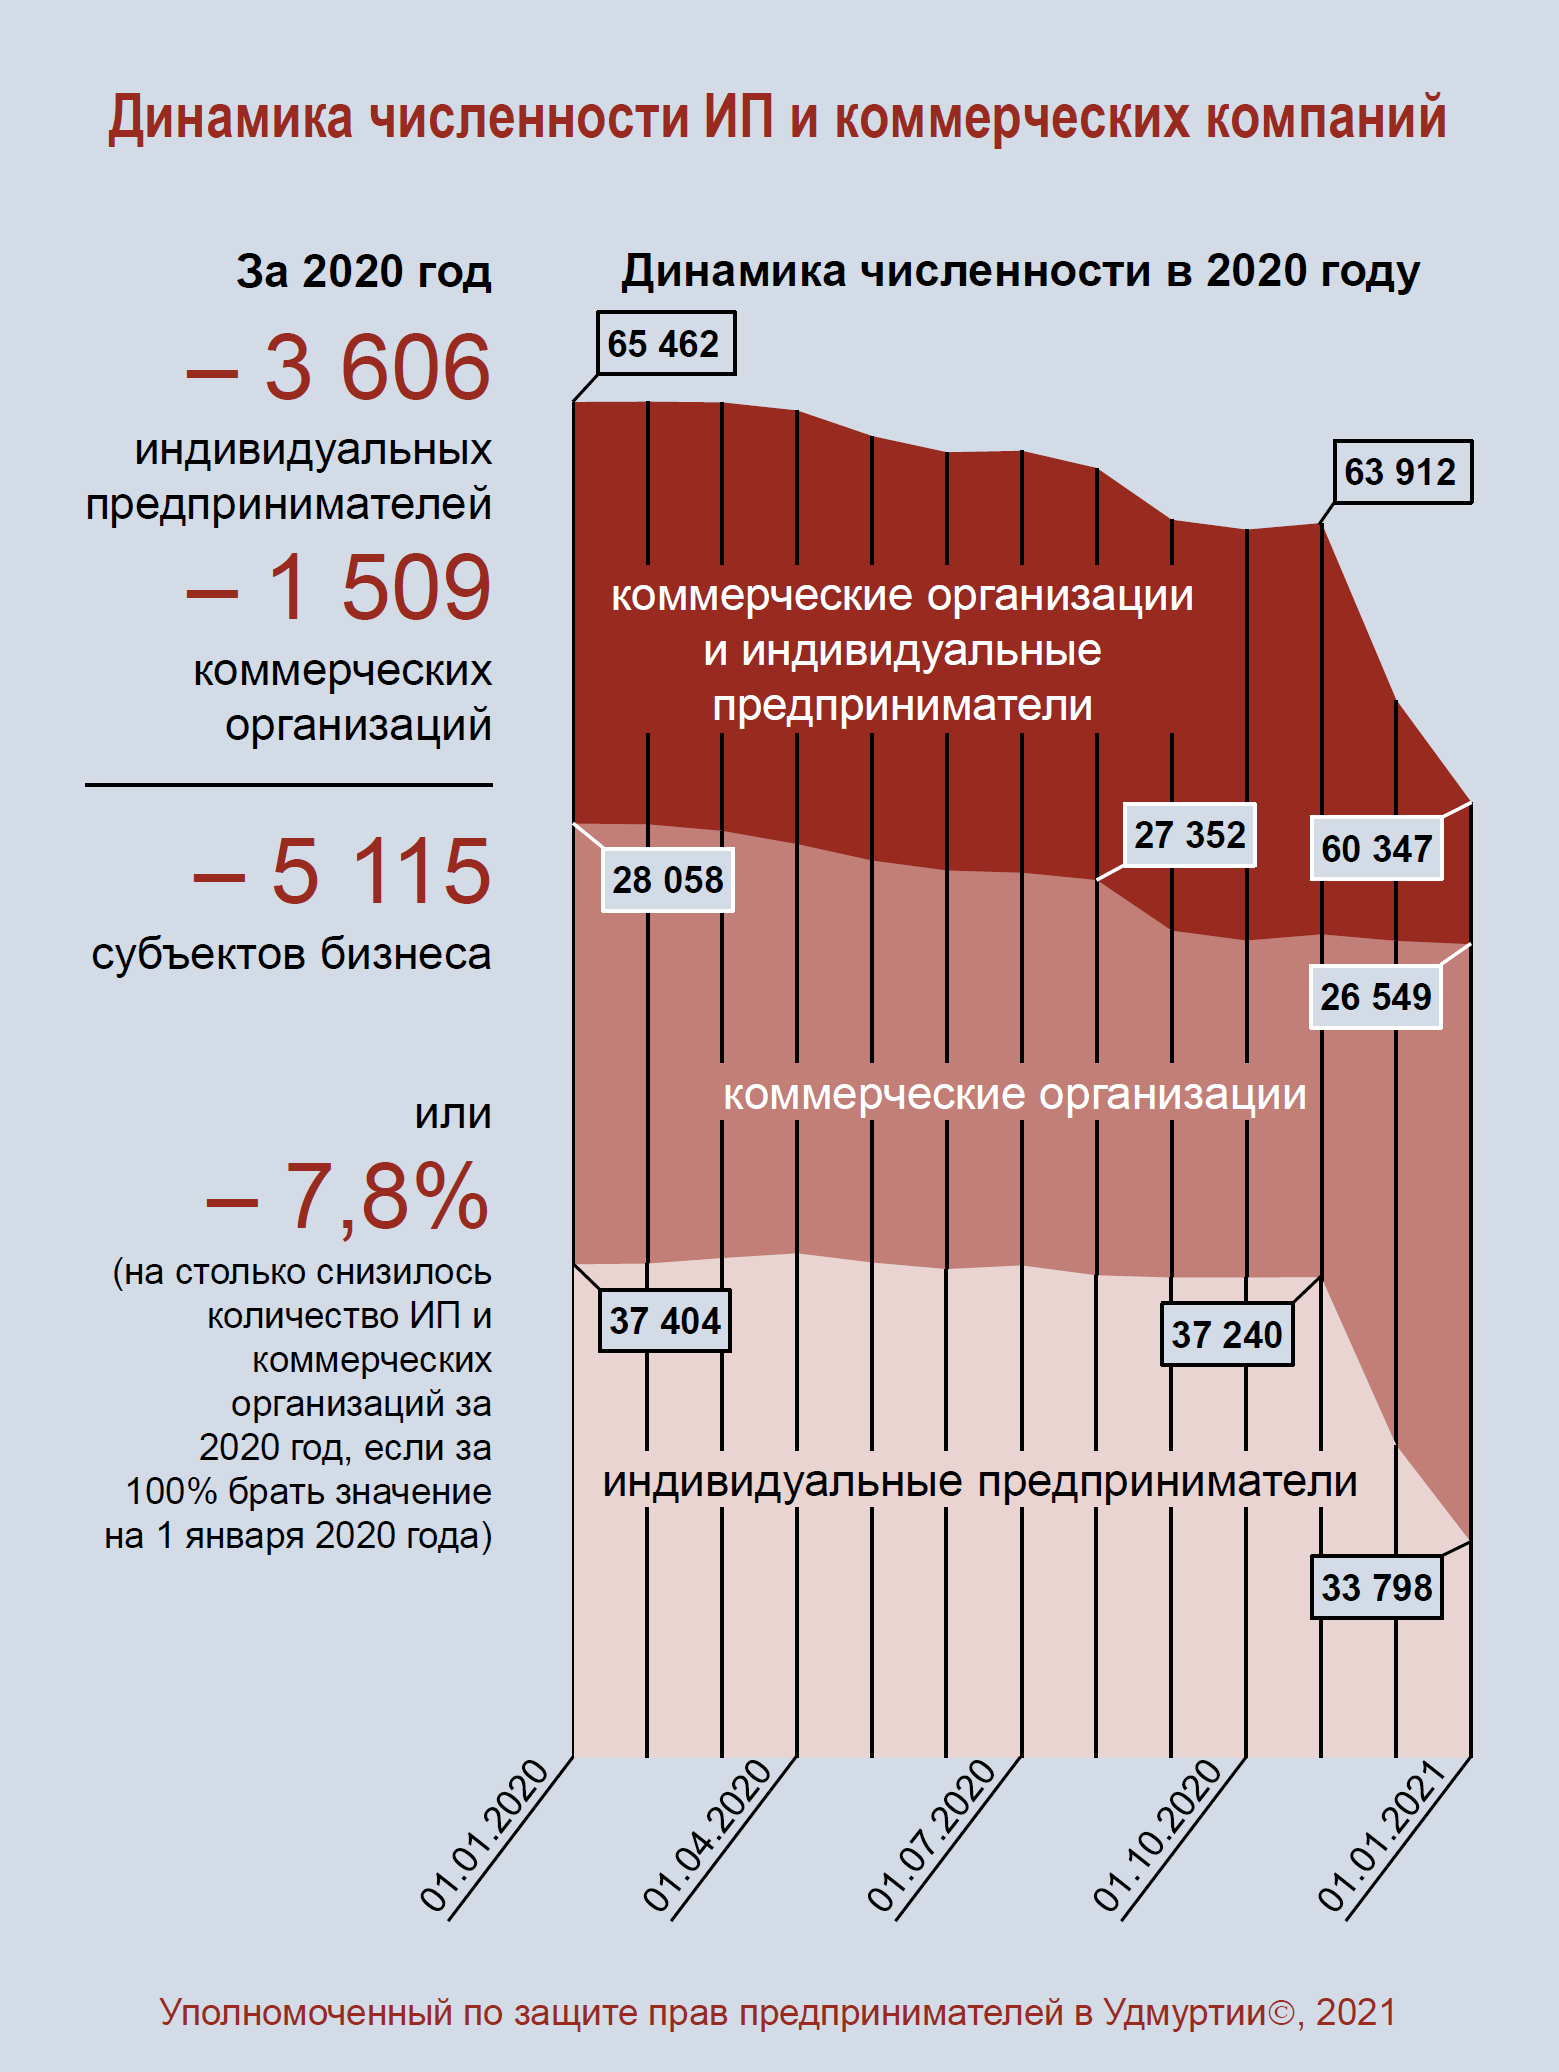 Динамика численности ИП и коммерческих компаний
За 2020 год
– 3 606
индивидуальных
предпринимателей
– 1 509
коммерческих
организаций
– 5 115
субъектов бизнеса
или
– 7,8%
(на столько снизилось
количество ИП и
коммерческих
организаций за
2020 год, если за
100% брать значение
на 1 января 2020 года)
Динамика численности в 2020 году
65 462
63 912
коммерческие организации
и индивидуальные
предприниматели
27 352
60 347
28 058
26 549
коммерческие организации
37 404
37 240
индивидуальные предприниматели
33 798
01.01.2020
01.04.2020
01.07.2020
01.10.2020
01.01.2021
Уполномоченный по защите прав предпринимателей в Удмуртии©, 2021